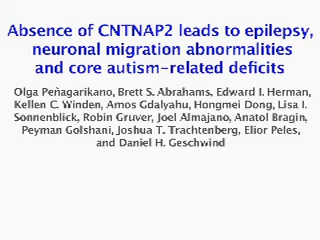 Absence of CNTNAP2 leads to epilepsy,
neuronal migration abnormalities
and core autism-related deficits
Olga Peñagarikano, Brett S. Abrahams, Edward I. Herman,
Kellen C. Winden, Amos Gdalyahu, Hongmei Dong, Lisa I.
Sonnenblick, Robin Gruver, Joel Almajano, Anatol Bragin,
Peyman Golshani, Joshua T. Trachtenberg, Elior Peles,
and Daniel H. Geschwind